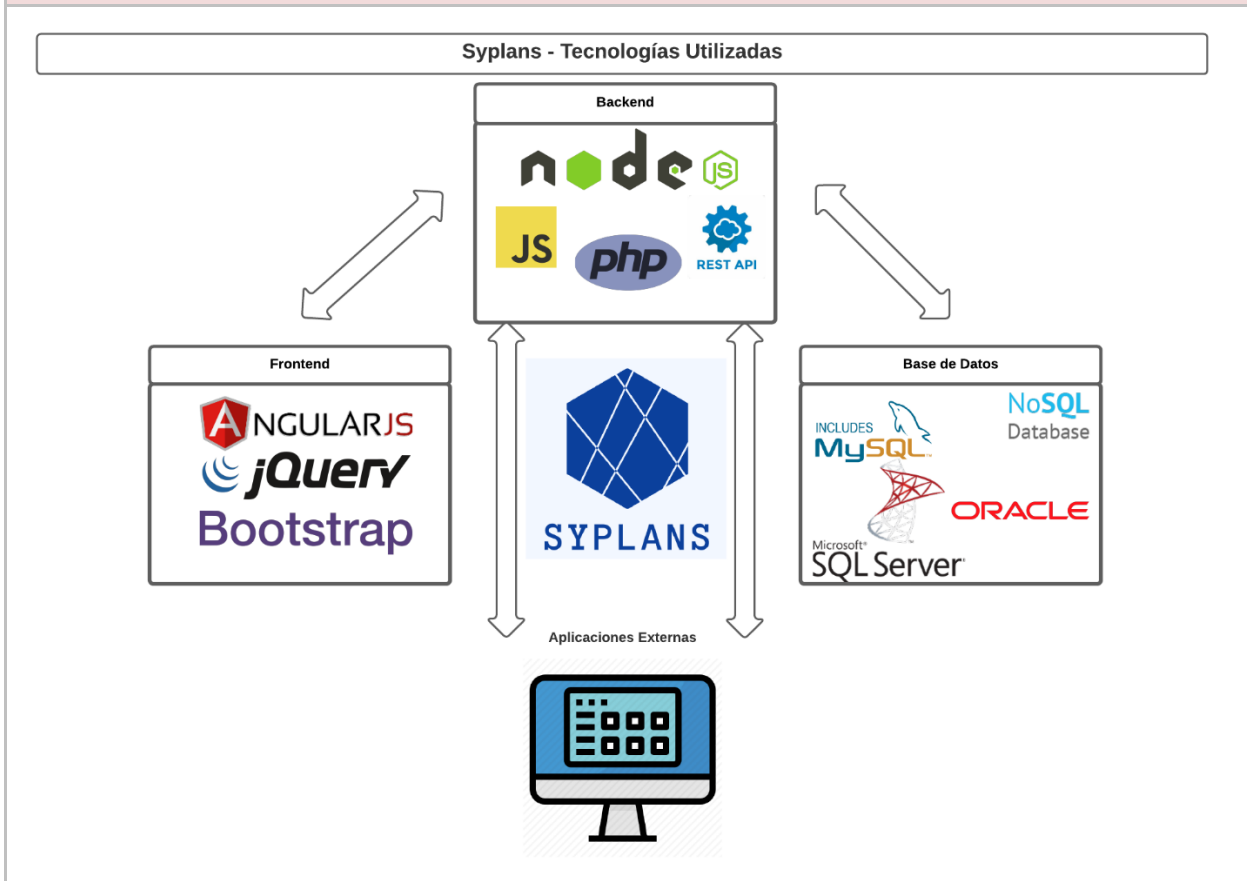 Syplans - Tecnologías Utilizadas
Backend
node JS
JS
php
REST API
Frontend
ANGULARJS
jQuery
Bootstrap
SYPLANS
Base de Datos
INCLUDES
MySQL™
NoSQL
Database
ORACLE
Microsoft®
SQL Server®
Aplicaciones Externas